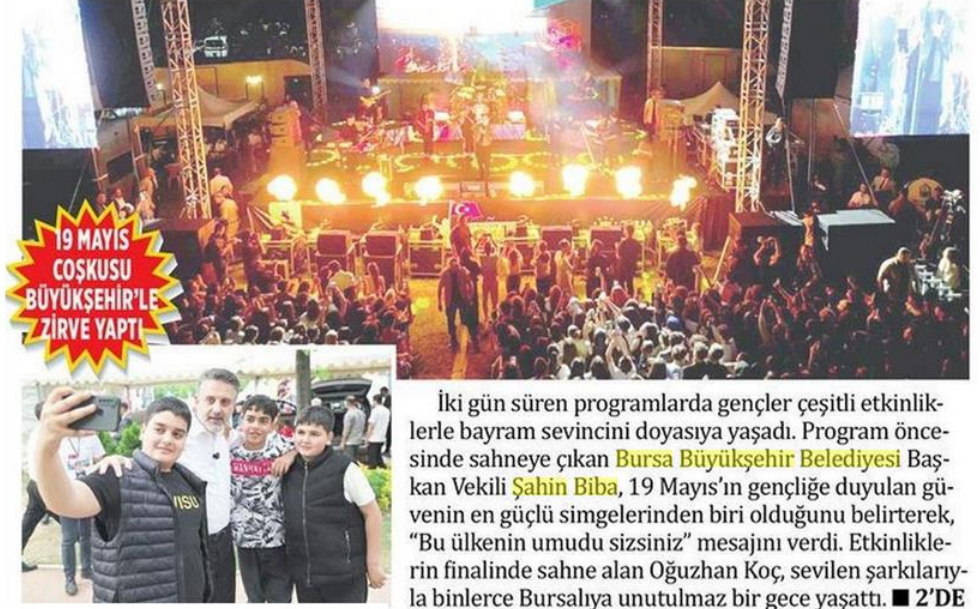 19 MAYIS
COŞKUSU
BÜYÜKŞEHİR'LE
ZİRVE YAPTI
İki gün süren programlarda gençler çeşitli etkinlik-
lerle bayram sevincini doyasıya yaşadı. Program önce-
sinde sahneye çıkan Bursa Büyükşehir Belediyesi Baş-
kan Vekili Şahin Biba, 19 Mayıs'ın gençliğe duyulan gü-
venin en güçlü simgelerinden biri olduğunu belirterek,
“Bu ülkenin umudu sizsiniz” mesajını verdi. Etkinlikle-
rin finalinde sahne alan Oğuzhan Koç, sevilen şarkılarıy-
la binlerce Bursalıya unutulmaz bir gece yaşattı. ■ 2'DE